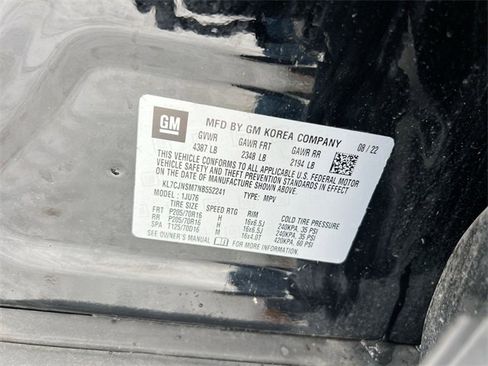 GM MFD BY GM KOREA COMPANY 08/22
GVWR GAWR FRT GAWR RR
4387 LB 2348 LB 2194 LB
THIS VEHICLE CONFORMS TO ALL APPLICABLE U.S. FEDERAL MOTOR
VEHICLE SAFETY AND THEFT PREVENTION STANDARDS IN EFFECT
ON THE DATE OF MANUFACTURE SHOWN ABOVE.
KL7CJNSM7NB552241 TYPE: MPV
MODEL: 1JU76
TIRE SIZE SPEED RTG RIM COLD TIRE PRESSURE
FRT P205/70R16 H 16x6.5J 240KPA, 35 PSI
RR P205/70R16 H 16x6.5J 240KPA, 35 PSI
SPA T125/70D16 M 16x4.0T 420KPA, 60 PSI
SEE OWNER'S MANUAL